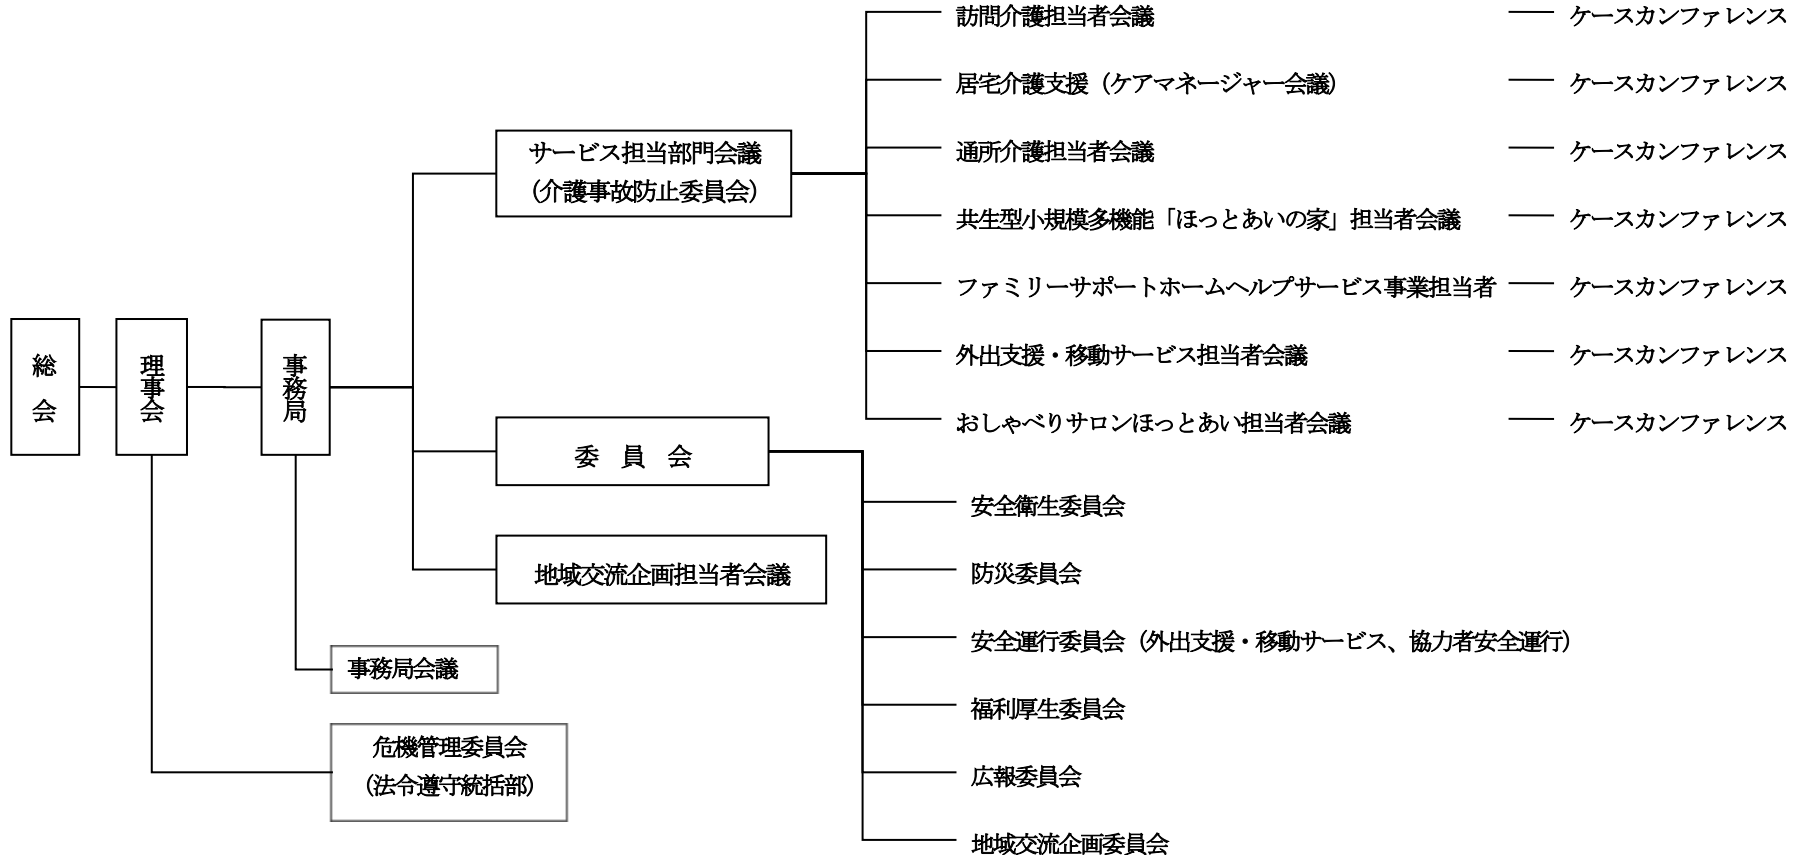 訪問介護担当者会議 ケースカンファレンス
居宅介護支援（ケアマネージャー会議） ケースカンファレンス
サービス担当部門会議
（介護事故防止委員会）
通所介護担当者会議 ケースカンファレンス
共生型小規模多機能「ほっとあいの家」担当者会議 ケースカンファレンス
ファミリーサポートホームヘルプサービス事業担当者 ケースカンファレンス
外出支援・移動サービス担当者会議 ケースカンファレンス
おしゃべりサロンほっとあい担当者会議 ケースカンファレンス
総会
理事会
事務局
委員会
安全衛生委員会
防災委員会
地域交流企画担当者会議
安全運行委員会（外出支援・移動サービス、協力者安全運行）
事務局会議
福利厚生委員会
危機管理委員会
（法令遵守統括部）
広報委員会
地域交流企画委員会